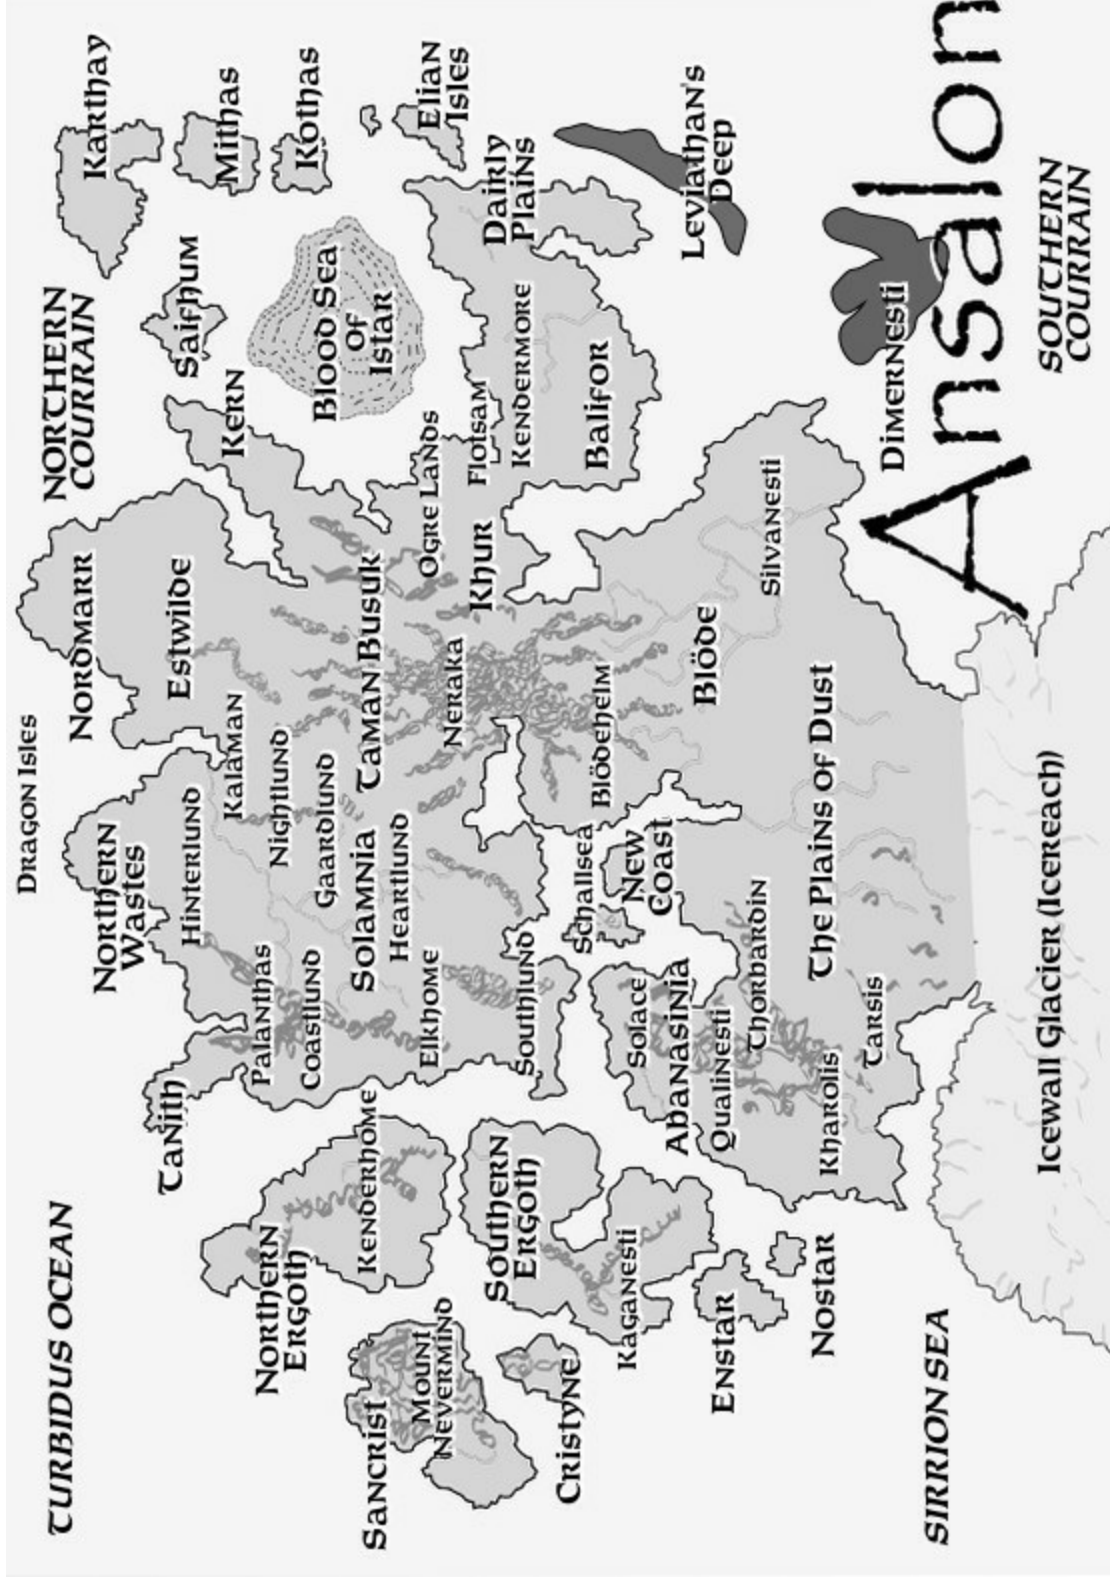 Dragon Isles
Turbidus Ocean
Northern
Courrain
Nordmarr
Northern
Wastes
Karthay
Tanith
Hinterlund
Estwilde
Saifhum
Mithas
Kern
Kalaman
Palanthas
Nightlund
Northern
Ergoth
Coastlund
Gaardlund
Blood Sea
of
Istar
Kothas
Kenderhome
Solamnia
Taman Busuk
Sancrist
Heartlund
Mount
Nevermind
Elkhome
Neraka
Ogre Lands
Elian
Isles
Khur
Flotsam
Southern
Ergoth
Southlund
Kendermore
Dairly
Plains
Cristyne
Schallsea
Blödehelm
Balifor
Kaganesti
Solace
New
Coast
Abanasinia
Blöde
Leviathan's
Deep
Enstar
Qualinesti
Thorbardin
Silvanesti
Nostar
Kharolis
The Plains of Dust
Tarsis
Dimernesti
Sirrion Sea
Ansalon
Icewall Glacier (Icereach)
Southern
Courrain